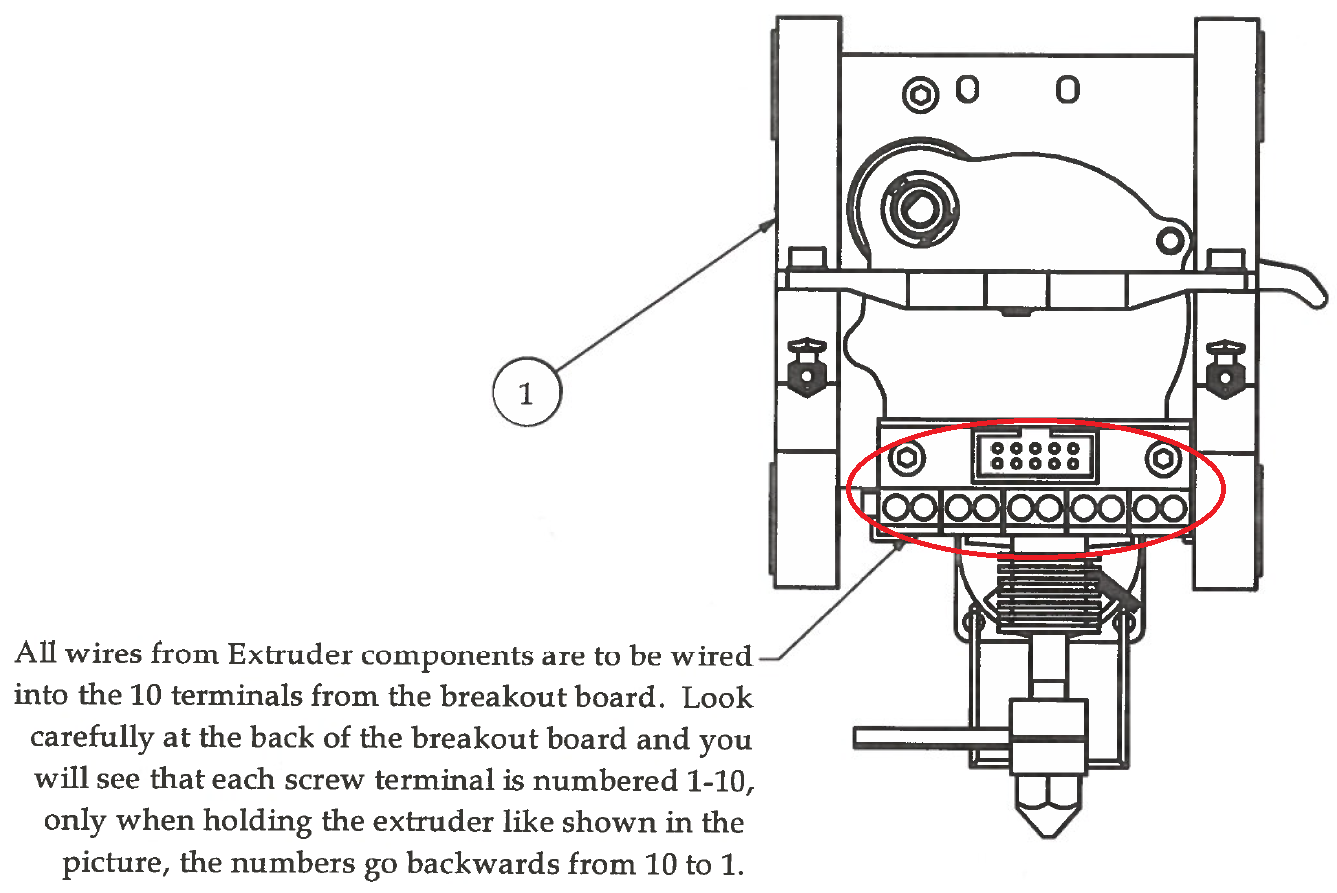 1
All wires from Extruder components are to be wired
into the 10 terminals from the breakout board.  Look
carefully at the back of the breakout board and you
will see that each screw terminal is numbered 1-10,
only when holding the extruder like shown in the
picture, the numbers go backwards from 10 to 1.